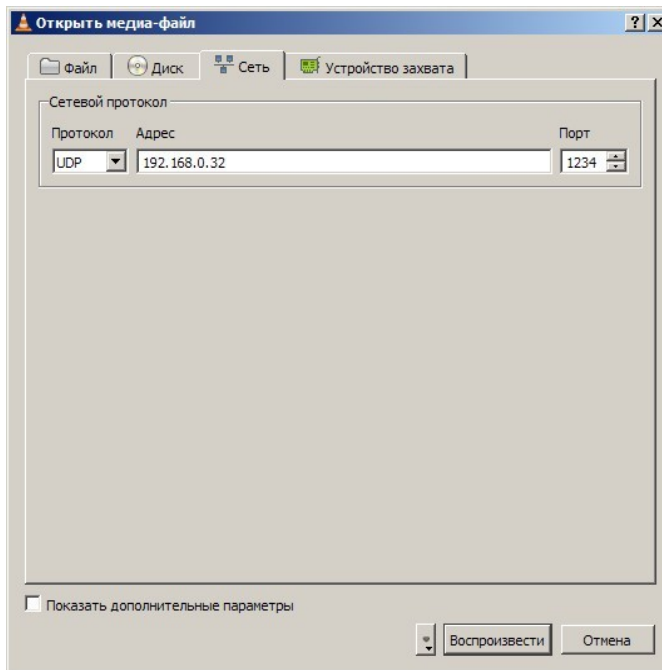 Открыть медиа-файл
Файл Диск Сеть Устройство захвата
Сетевой протокол
Протокол Адрес Порт
UDP 192.168.0.32 1234
Показать дополнительные параметры
Воспроизвести Отмена